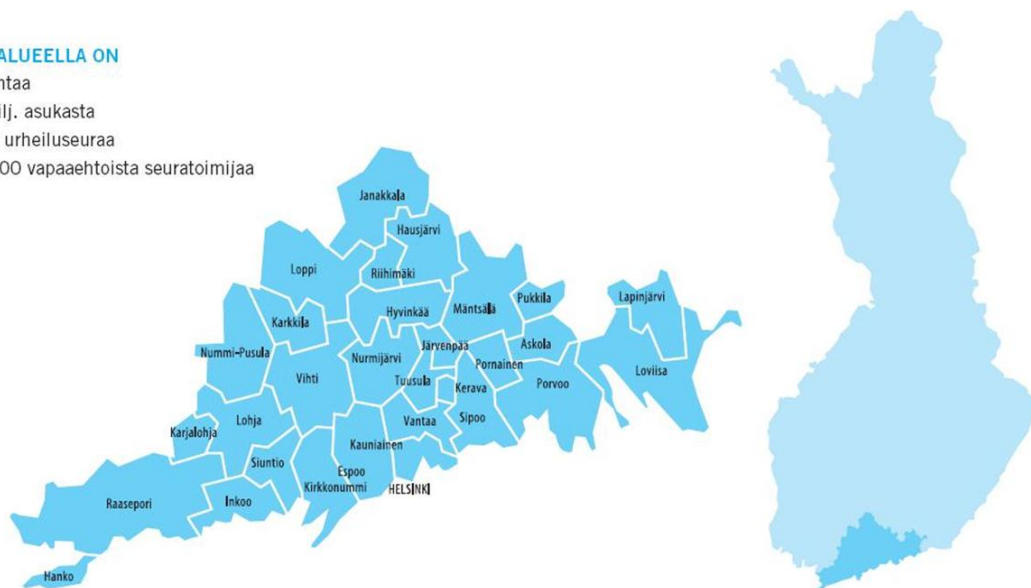 ALUEELLA ON
ntaa
ilj. asukasta
urheiluseuraa
00 vapaaehtoista seuratoimijaa
Janakkala
Hausjärvi
Loppi
Riihimäki
Hyvinkää
Mäntsälä
Pukkila
Lapinjärvi
Karkkila
Nummi-Pusula
Nurmijärvi
Järvenpää
Askola
Pornainen
Vihti
Tuusula
Kerava
Porvoo
Loviisa
Lohja
Vantaa
Sipoo
Karjalohja
Kauniainen
Siuntio
Espoo
Kirkkonummi
HELSINKI
Raasepori
Inkoo
Hanko